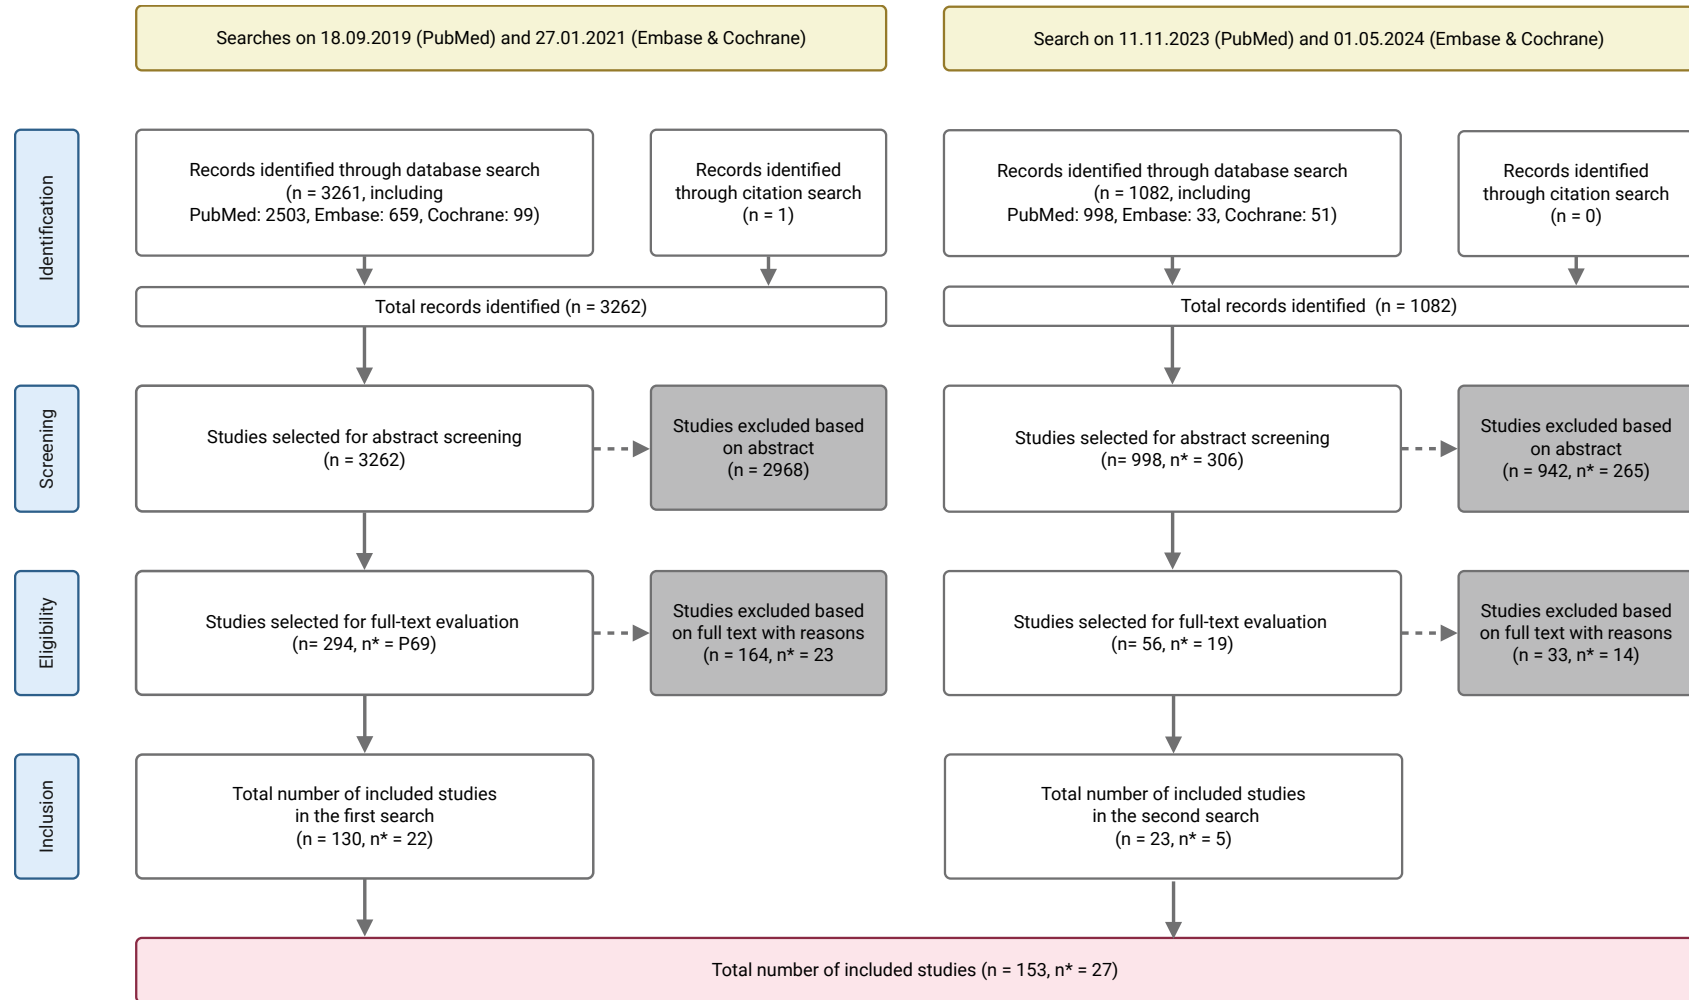 Searches on 18.09.2019 (PubMed) and 27.01.2021 (Embase & Cochrane)
Search on 11.11.2023 (PubMed) and 01.05.2024 (Embase & Cochrane)
Identification
Records identified through database search
(n = 3261, including
PubMed: 2503, Embase: 659, Cochrane: 99)
Records identified
through citation search
(n = 1)
Records identified through database search
(n = 1082, including
PubMed: 998, Embase: 33, Cochrane: 51)
Records identified
through citation search
(n = 0)
Total records identified (n = 3262)
Total records identified (n = 1082)
Screening
Studies selected for abstract screening
(n = 3262)
Studies excluded based
on abstract
(n = 2968)
Studies selected for abstract screening
(n= 998, n* = 306)
Studies excluded based
on abstract
(n = 942, n* = 265)
Eligibility
Studies selected for full-text evaluation
(n= 294, n* = P69)
Studies excluded based
on full text with reasons
(n = 164, n* = 23
Studies selected for full-text evaluation
(n= 56, n* = 19)
Studies excluded based
on full text with reasons
(n = 33, n* = 14)
Inclusion
Total number of included studies
in the first search
(n = 130, n* = 22)
Total number of included studies
in the second search
(n = 23, n* = 5)
Total number of included studies (n = 153, n* = 27)